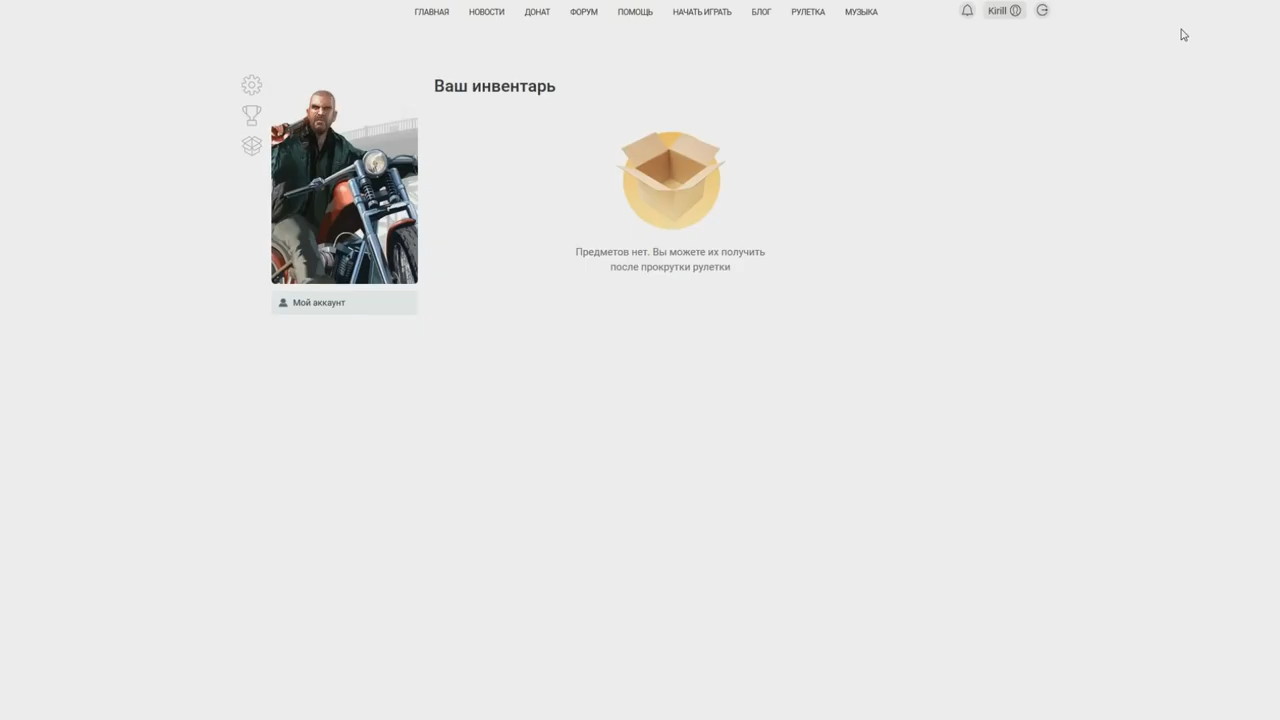 ГЛАВНАЯ НОВОСТИ ДОНАТ ФОРУМ ПОМОЩЬ НАЧАТЬ ИГРАТЬ БЛОГ РУЛЕТКА МУЗЫКА Kirill
Ваш инвентарь
Предметов нет. Вы можете их получить
после прокрутки рулетки
Мой аккаунт